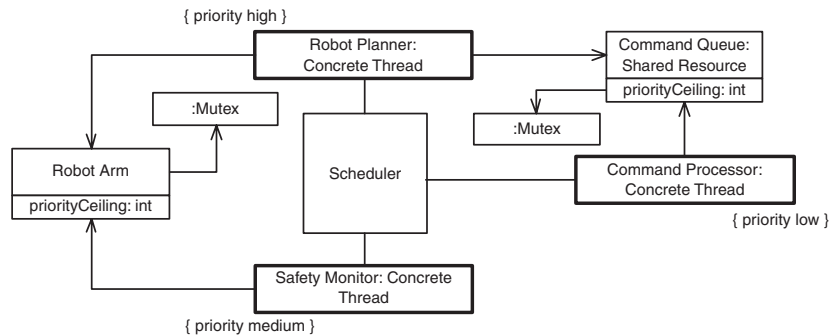 { priority high }
Robot Planner:
Concrete Thread
Command Queue:
Shared Resource
priorityCeiling: int
:Mutex
:Mutex
Robot Arm
priorityCeiling: int
Scheduler
Command Processor:
Concrete Thread
{ priority low }
Safety Monitor: Concrete
Thread
{ priority medium }